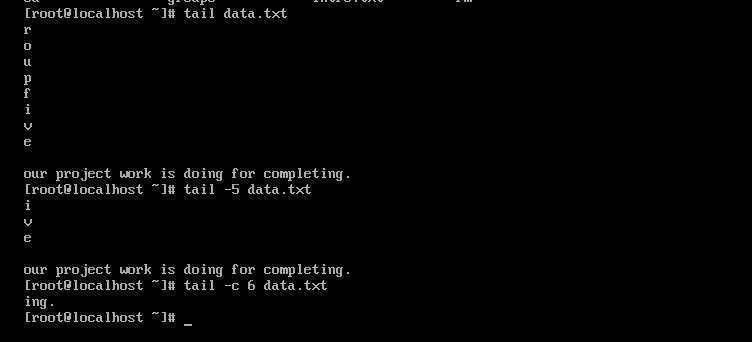 [root@localhost ~]# tail data.txt
r
o
u
p
f
i
v
e

our project work is doing for completing.
[root@localhost ~]# tail -5 data.txt
i
v
e

our project work is doing for completing.
[root@localhost ~]# tail -c 6 data.txt
ing.
[root@localhost ~]# _